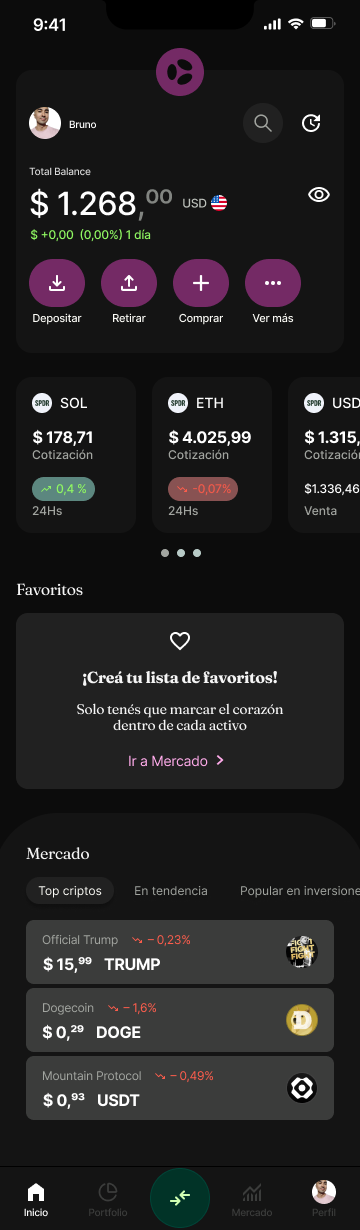 9:41
Bruno
Total Balance
$ 1.268,00 USD
$ +0,00 (0,00%) 1 día
Depositar Retirar Comprar Ver más
SPDR SOL SPDR ETH SPDR USD
$ 178,71 $ 4.025,99 $ 1.315,
Cotización Cotización Cotización
0,4 % -0,07% $1.336,46
24Hs 24Hs Venta
Favoritos
¡Creá tu lista de favoritos!
Solo tenés que marcar el corazón
dentro de cada activo
Ir a Mercado
Mercado
Top criptos En tendencia Popular en inversione
Official Trump – 0,23%
$ 15,99 TRUMP
FIGHT
FIGHT
Dogecoin – 1,6%
$ 0,29 DOGE
Mountain Protocol – 0,49%
$ 0,93 USDT
Inicio Portfolio Mercado Perfil